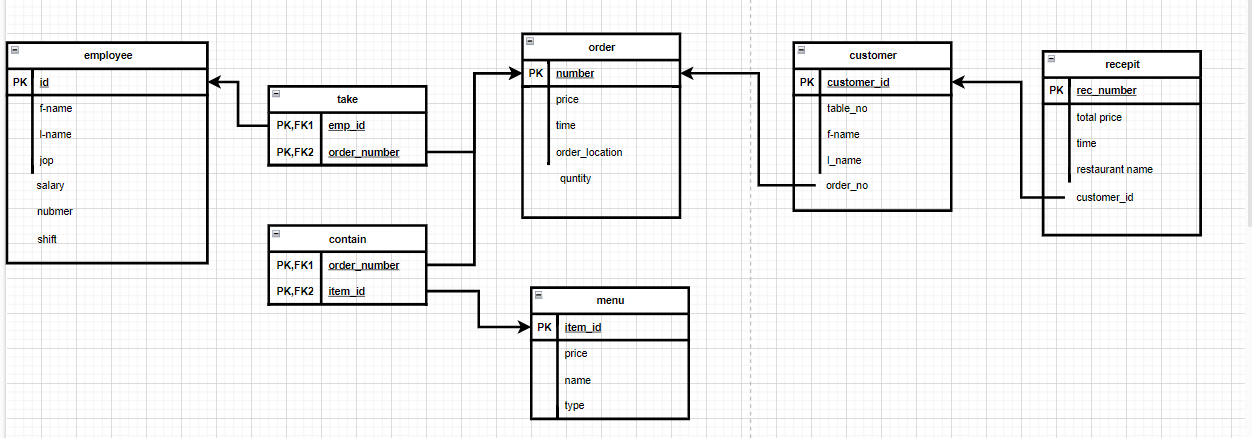 employee
PK id
f-name
l-name
jop
salary
nubmer
shift
take
PK,FK1 emp_id
PK,FK2 order_number
contain
PK,FK1 order_number
PK,FK2 item_id
order
PK number
price
time
order_location
quntity
menu
PK item_id
price
name
type
customer
PK customer_id
table_no
f-name
l_name
order_no
recepit
PK rec_number
total price
time
restaurant name
customer_id